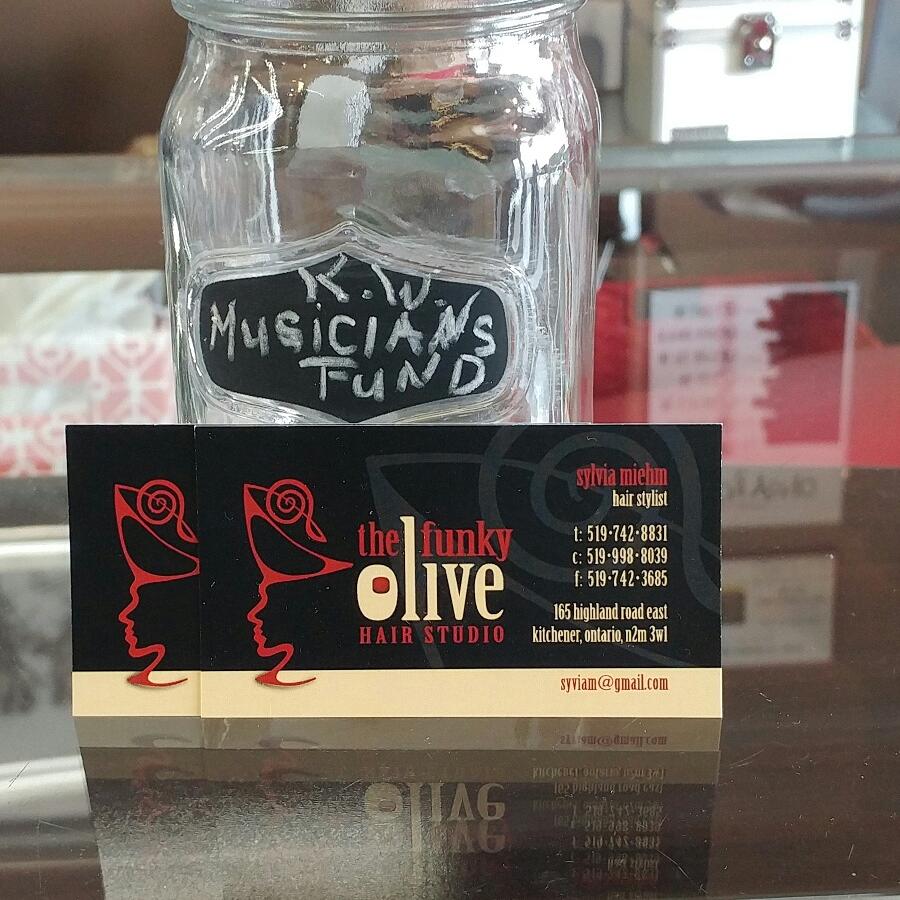 K.W.
MUSICIANS
FUND
the funky
olive
HAIR STUDIO
sylvia miehm
hair stylist
t: 519•742•8831
c: 519•998•8039
f: 519•742•3685
165 highland road east
kitchener, ontario, n2m 3w1
syviam@gmail.com